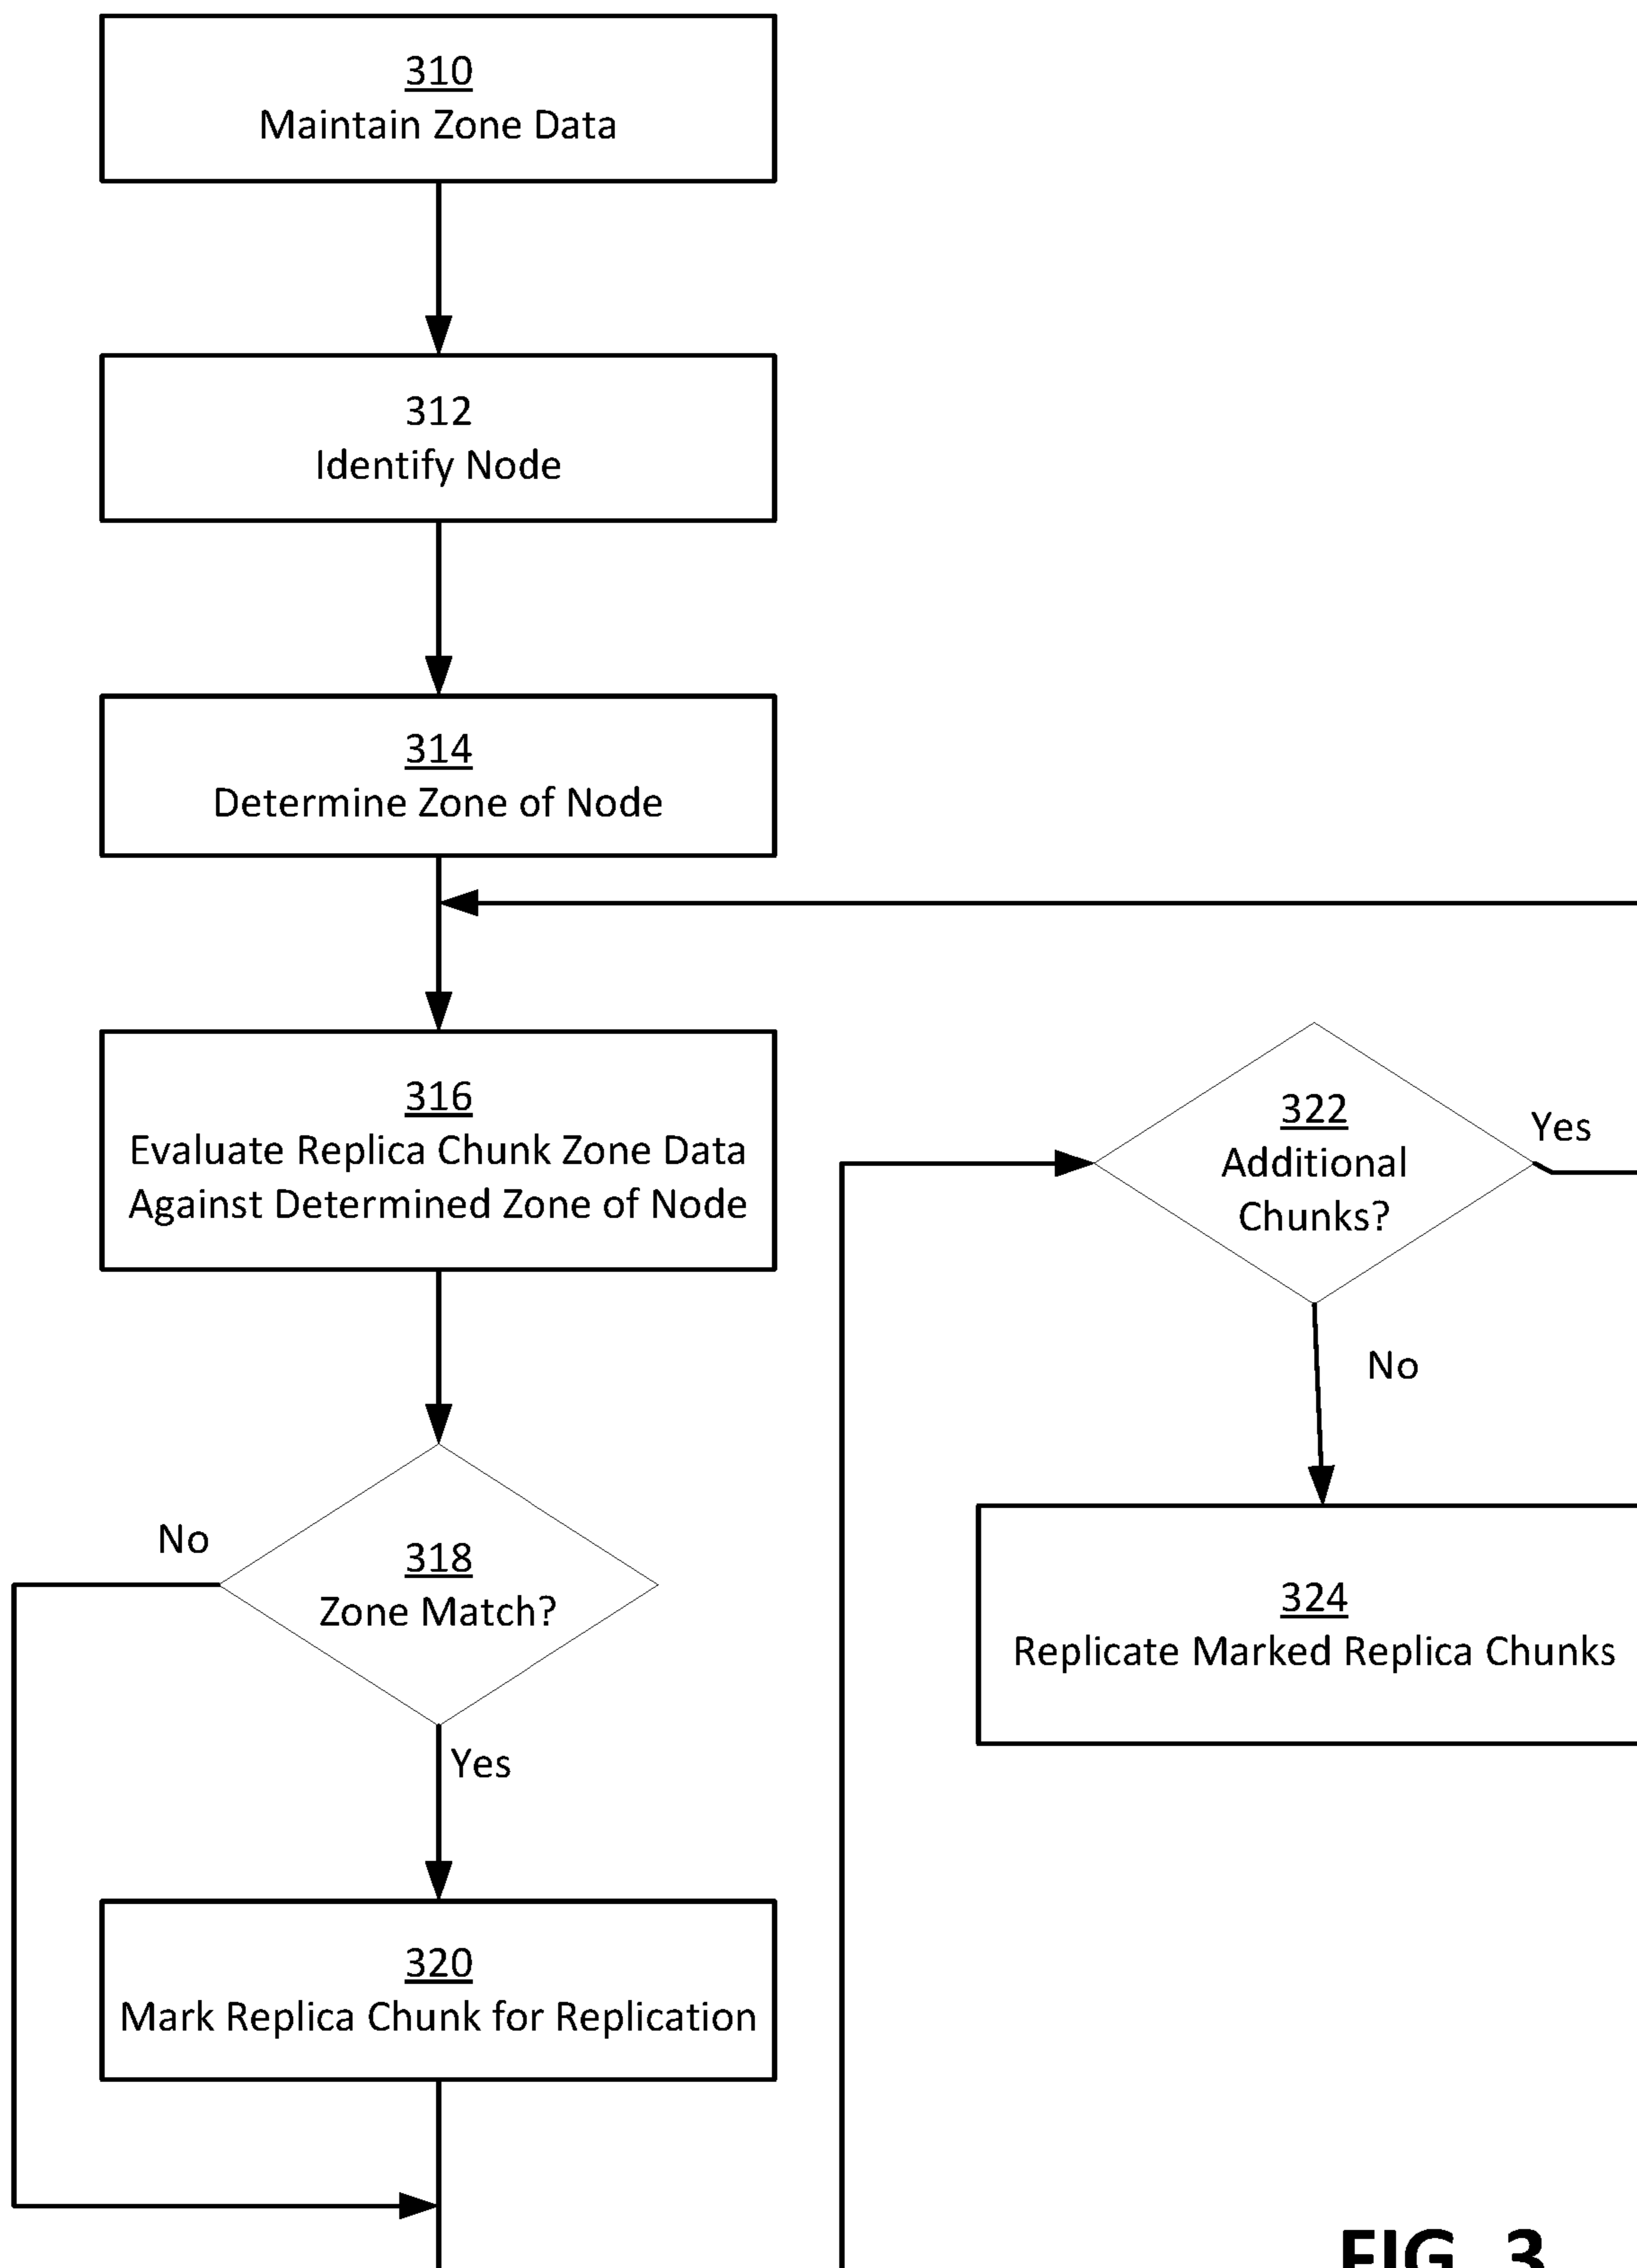 310
Maintain Zone Data
312
Identify Node
314
Determine Zone of Node
316
Evaluate Replica Chunk Zone Data
Against Determined Zone of Node
No
318
Zone Match?
Yes
320
Mark Replica Chunk for Replication
322
Additional
Chunks?
Yes
No
324
Replicate Marked Replica Chunks
FIG. 3